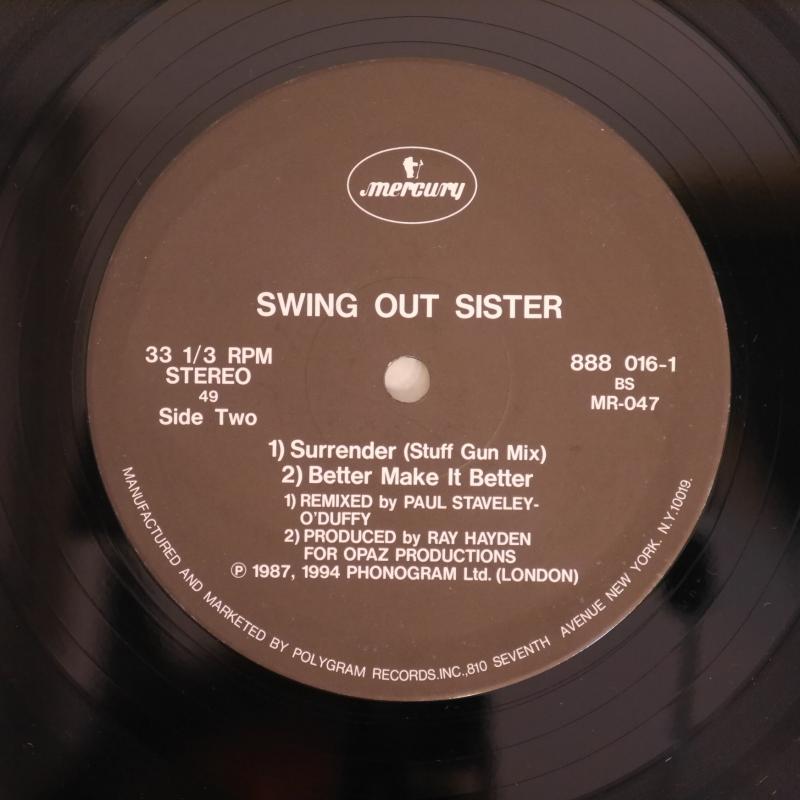 mercury
SWING OUT SISTER
33 1/3 RPM
STEREO
49
Side Two
888 016-1
BS
MR-047
1) Surrender (Stuff Gun Mix)
2) Better Make It Better
1) REMIXED by PAUL STAVELEY-
O'DUFFY
2) PRODUCED by RAY HAYDEN
FOR OPAZ PRODUCTIONS
Ⓟ 1987, 1994 PHONOGRAM Ltd. (LONDON)
MANUFACTURED AND MARKETED BY POLYGRAM RECORDS.INC.,810 SEVENTH AVENUE NEW YORK. N.Y.10019.